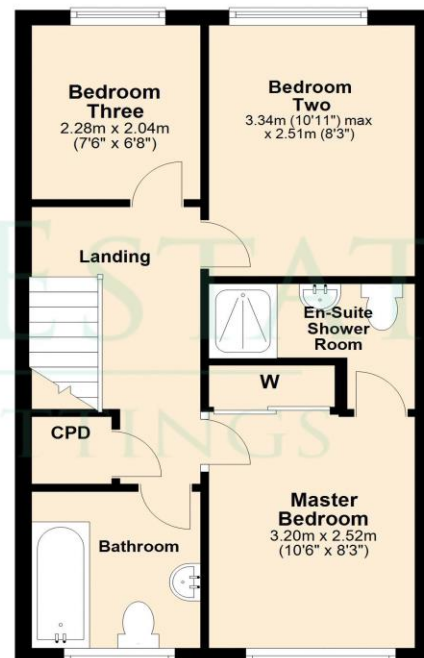 Bedroom
Three
2.28m x 2.04m
(7'6" x 6'8")
Bedroom
Two
3.34m (10'11") max
x 2.51m (8'3")
Landing
En-Suite
Shower
Room
W
CPD
Bathroom
Master
Bedroom
3.20m x 2.52m
(10'6" x 8'3")
ESTAT
TTINGS